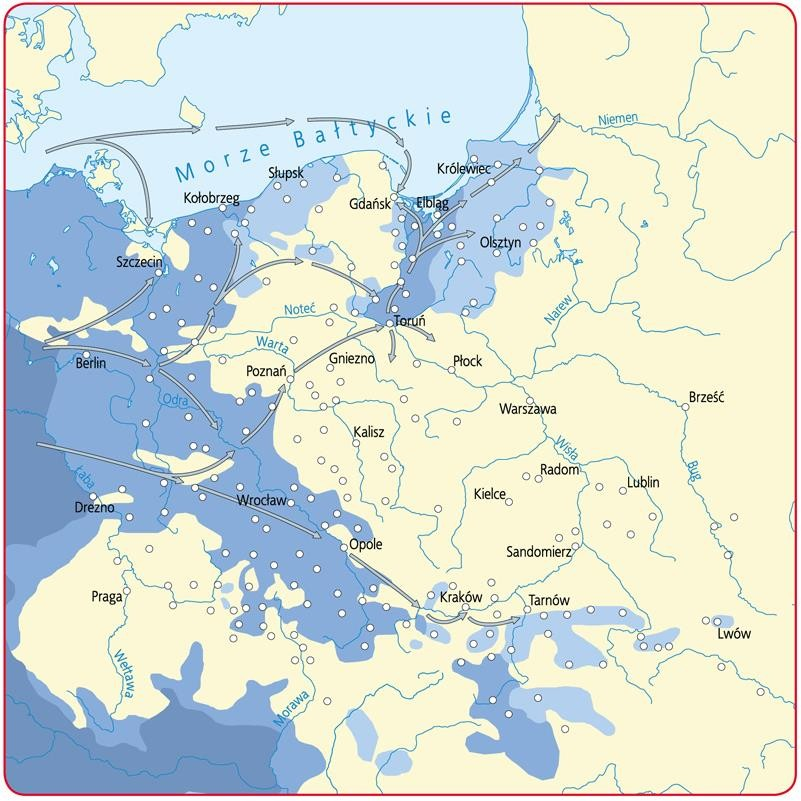 Morze Bałtyckie
Niemen
Słupsk
Królewiec
Kołobrzeg
Gdańsk
Elbląg
Olsztyn
Szczecin
Noteć
Toruń
Narew
Warta
Gniezno
Płock
Berlin
Poznań
Odra
Warszawa
Brześć
Kalisz
Wisła
Bug
Łaba
Radom
Lublin
Kielce
Wrocław
Drezno
Opole
Sandomierz
Praga
Kraków
Tarnów
Lwów
Wełtawa
Morawa